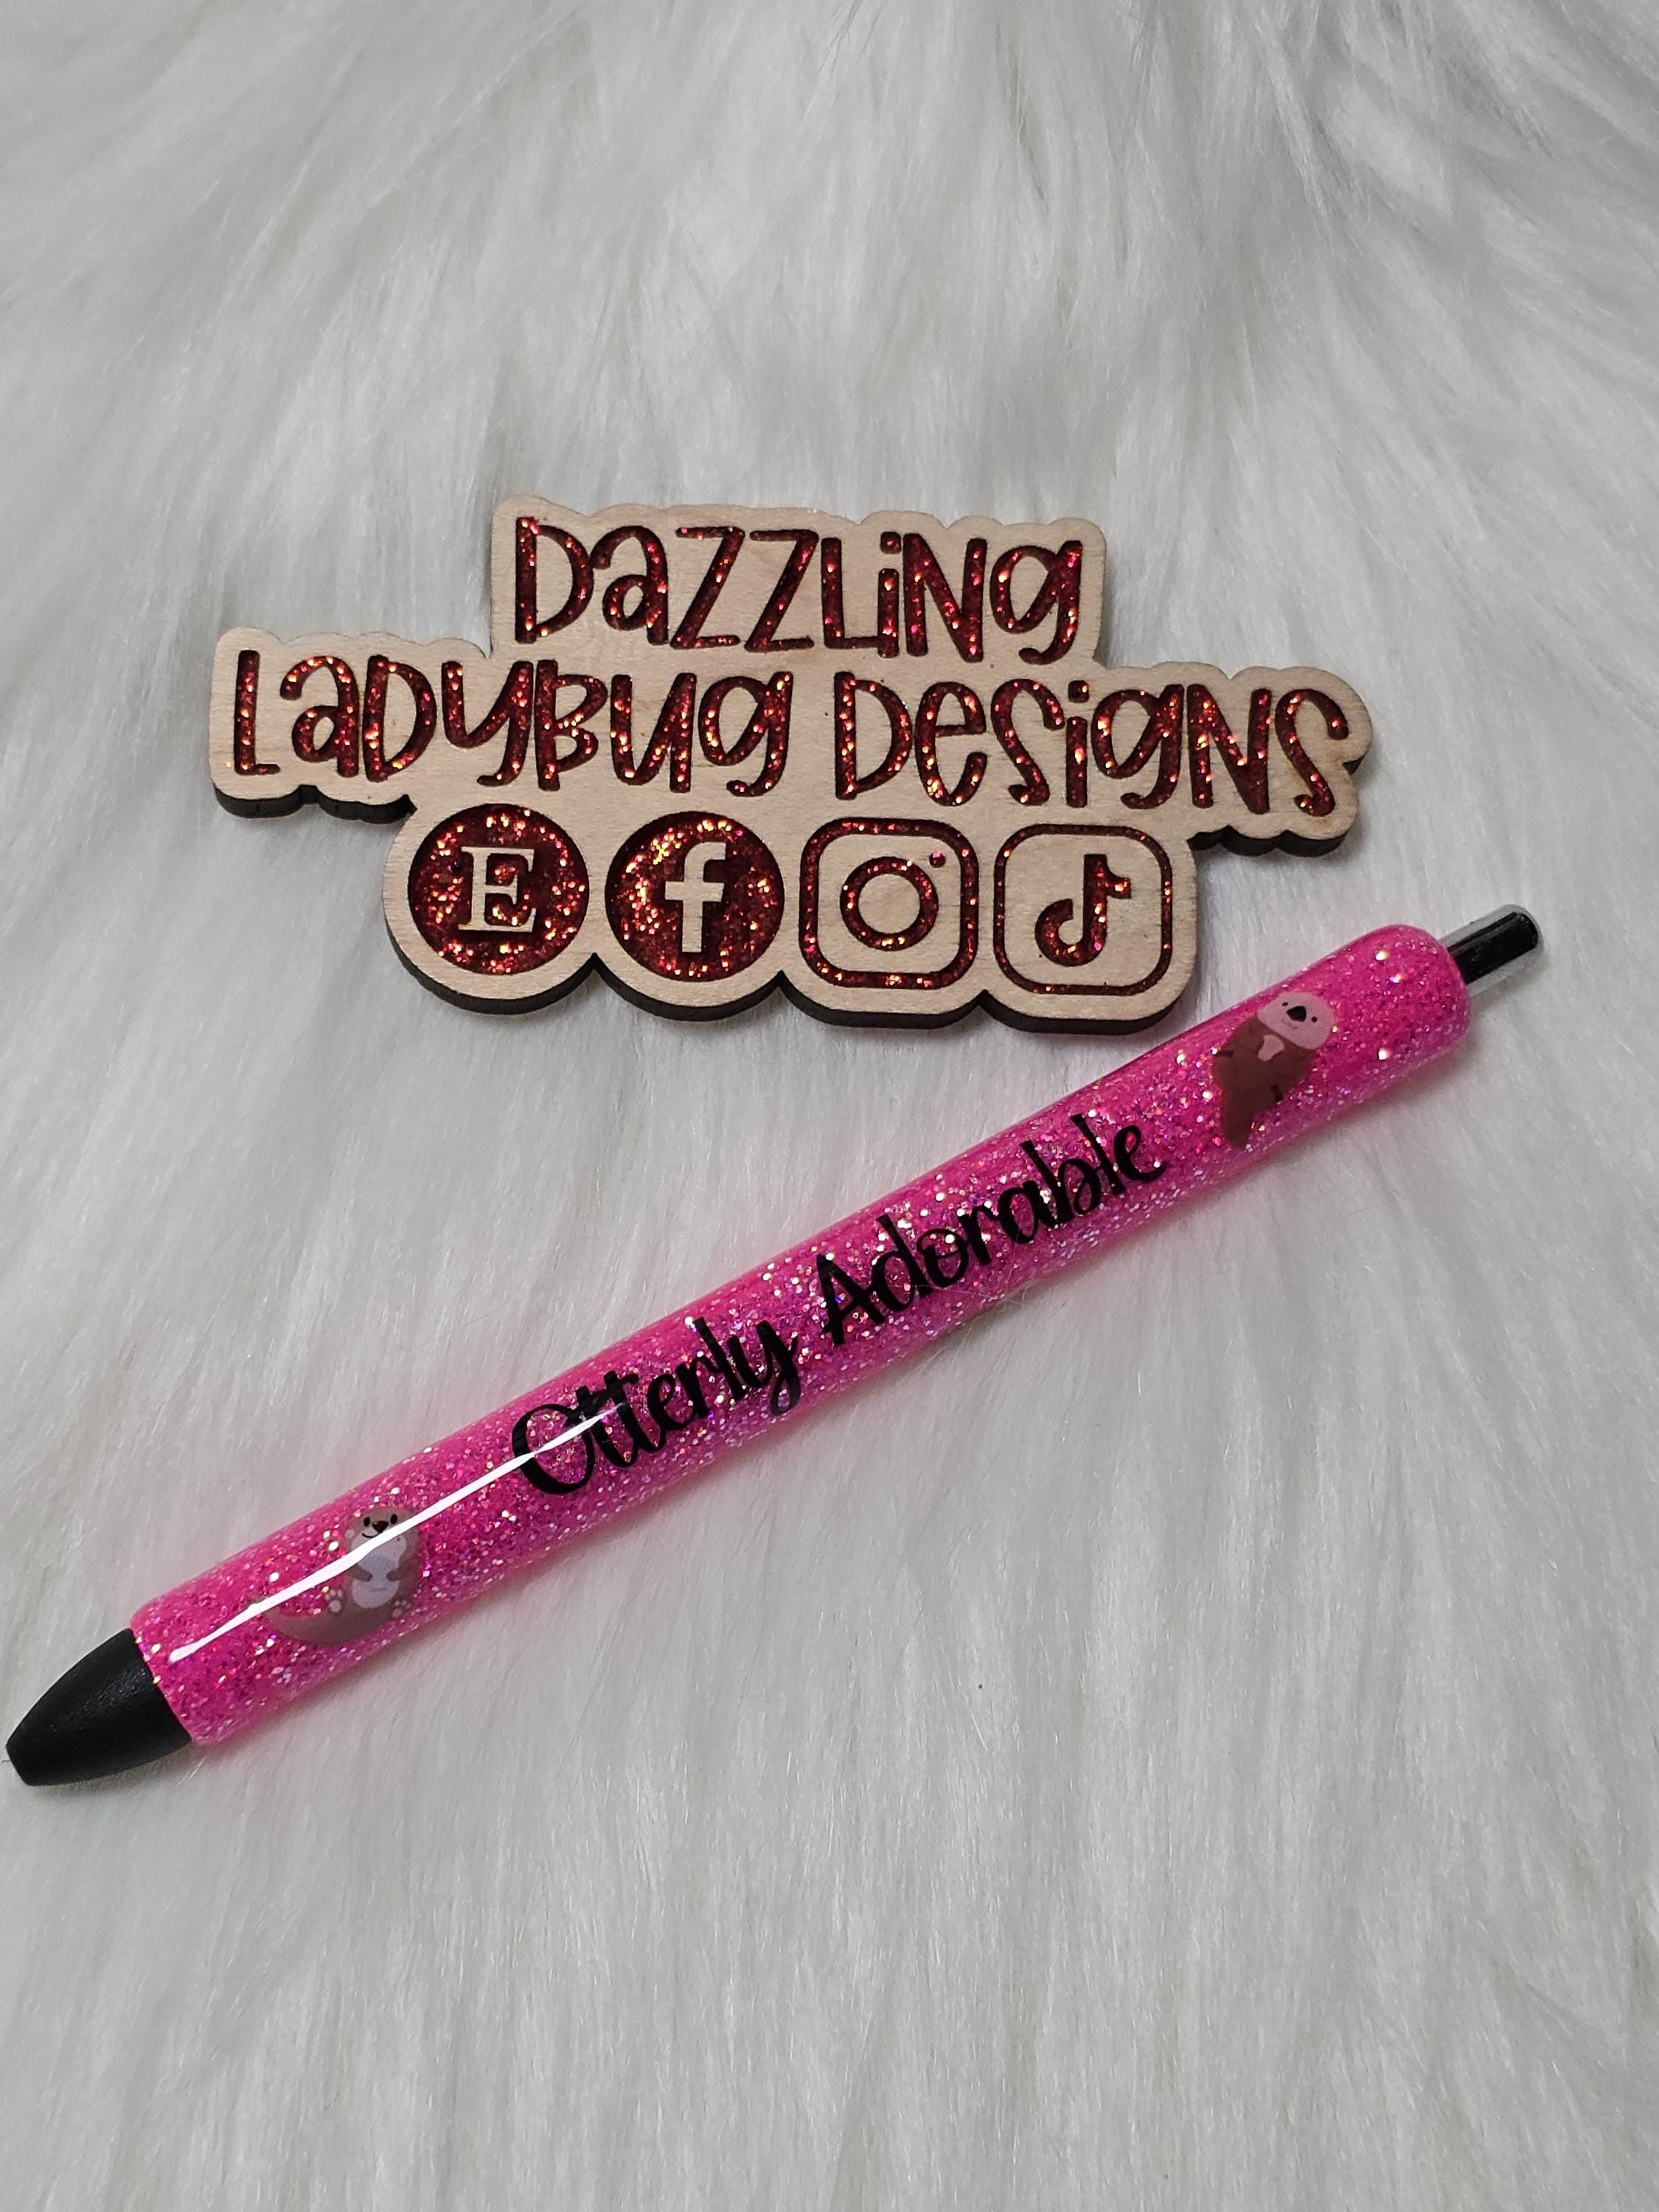 Dazzling
Ladybug Designs
E f
Otterly Adorable